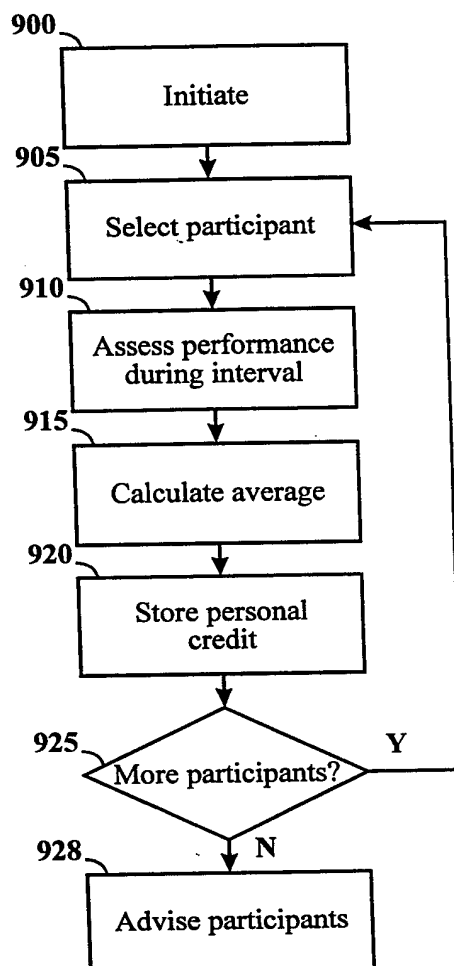 900
Initiate
905
Select participant
910
Assess performance
during interval
915
Calculate average
920
Store personal
credit
925
More participants?
Y
N
928
Advise participants